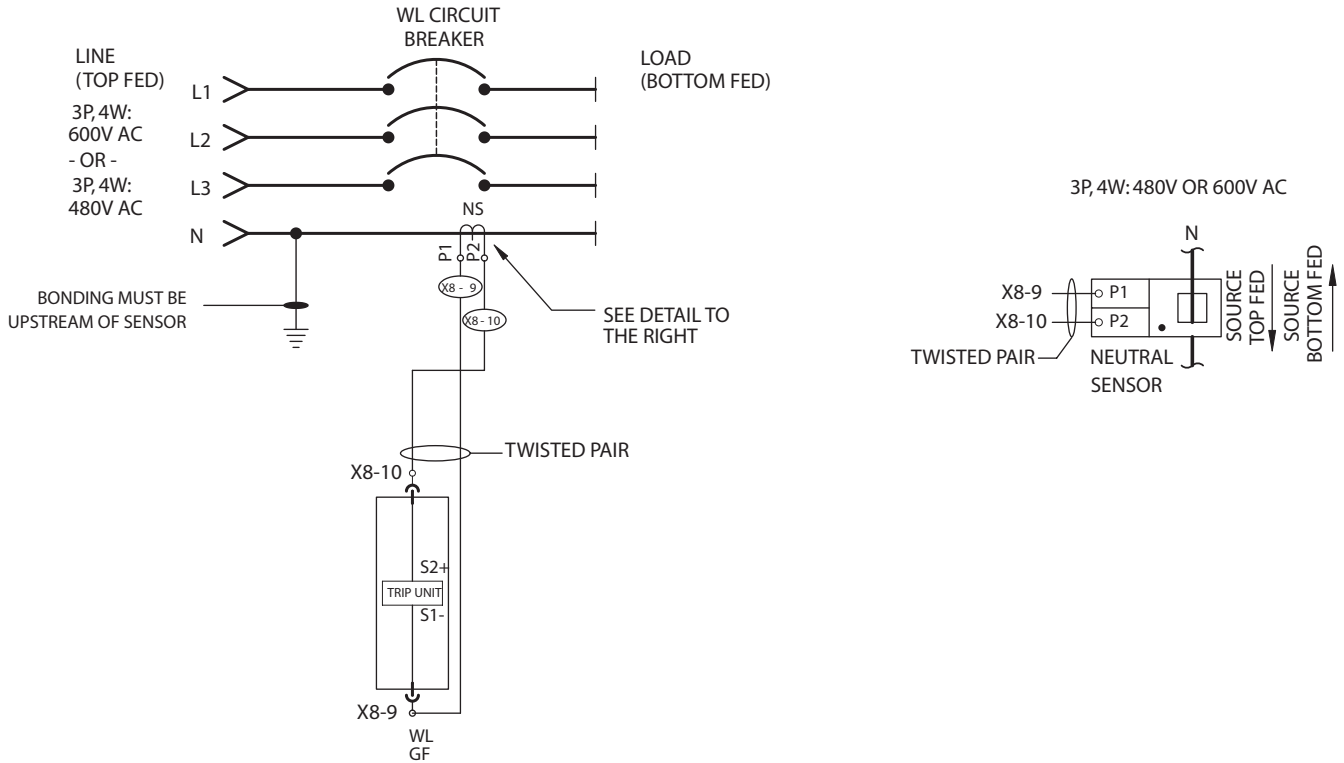 WL CIRCUIT
BREAKER
LINE
(TOP FED)
LOAD
(BOTTOM FED)
L1
3P, 4W:
600V AC
L2
- OR -
3P, 4W:
480V AC
L3
NS
N
P1
P2
X8 - 9
X8 - 10
BONDING MUST BE
UPSTREAM OF SENSOR
SEE DETAIL TO
THE RIGHT
TWISTED PAIR
X8-10
S2+
TRIP UNIT
S1-
X8-9
WL
GF
3P, 4W: 480V OR 600V AC
N
X8-9
P1
X8-10
P2
TWISTED PAIR
NEUTRAL
SENSOR
SOURCE
TOP FED
SOURCE
BOTTOM FED